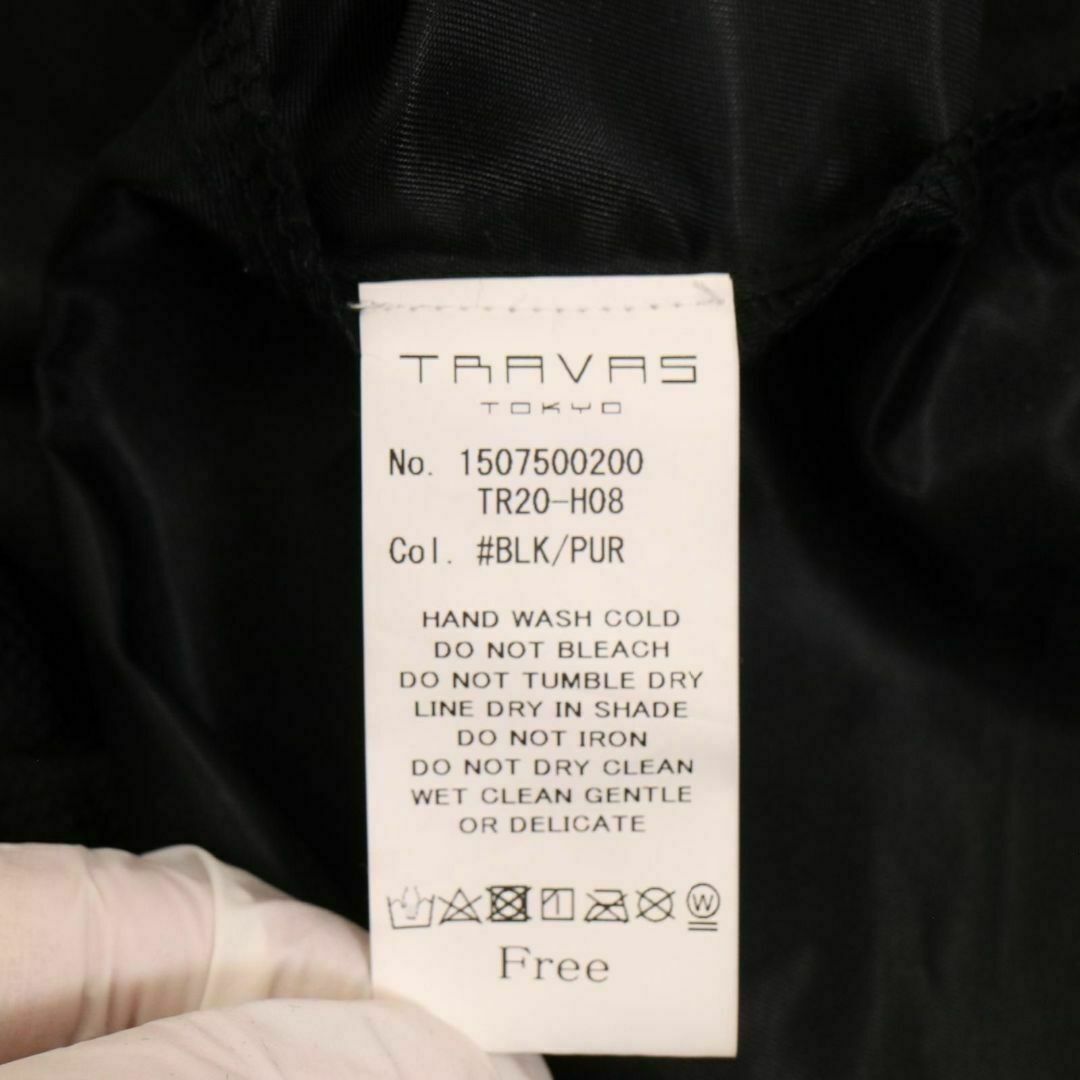 TRAVAS
TOKYO
No. 1507500200
TR20-H08
Col. #BLK/PUR
HAND WASH COLD
DO NOT BLEACH
DO NOT TUMBLE DRY
LINE DRY IN SHADE
DO NOT IRON
DO NOT DRY CLEAN
WET CLEAN GENTLE
OR DELICATE
W
Free